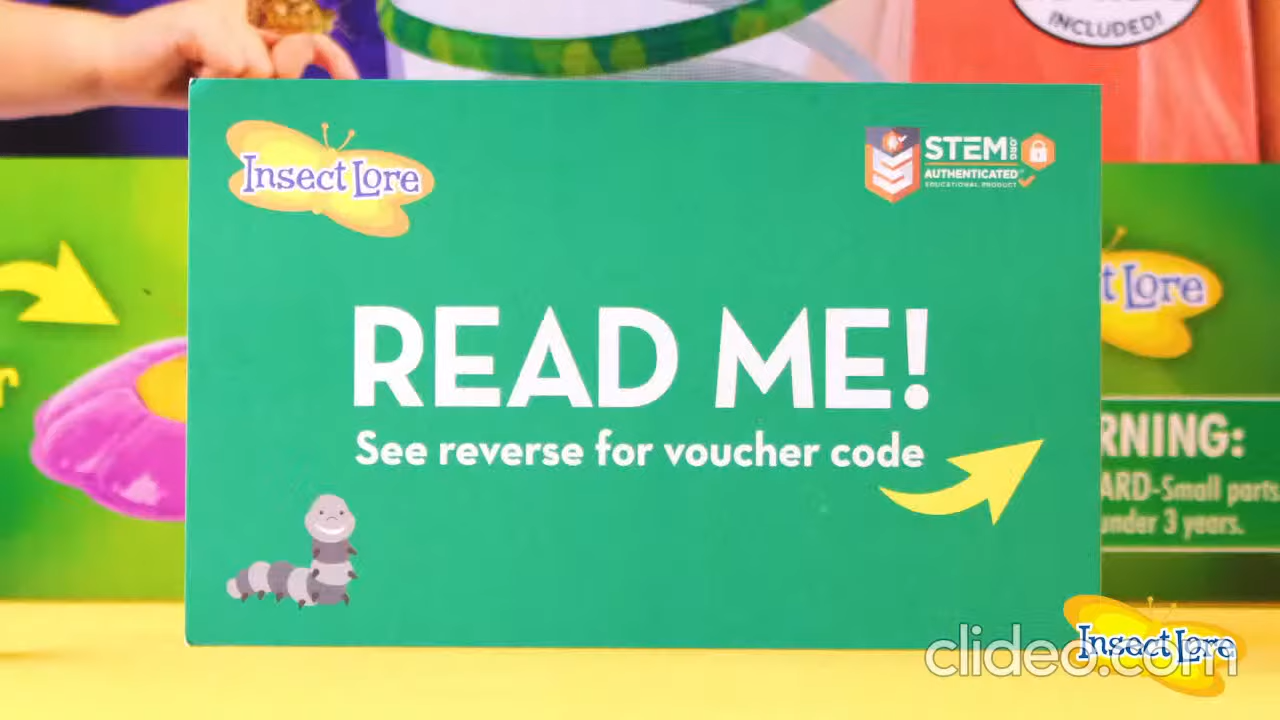 INCLUDED!
Insect Lore
STEM
.ORG
AUTHENTICATED
EDUCATIONAL PRODUCT
t Lore
READ ME!
See reverse for voucher code
RNING:
ARD-Small parts
under 3 years.
Insect Lore
clideo.com